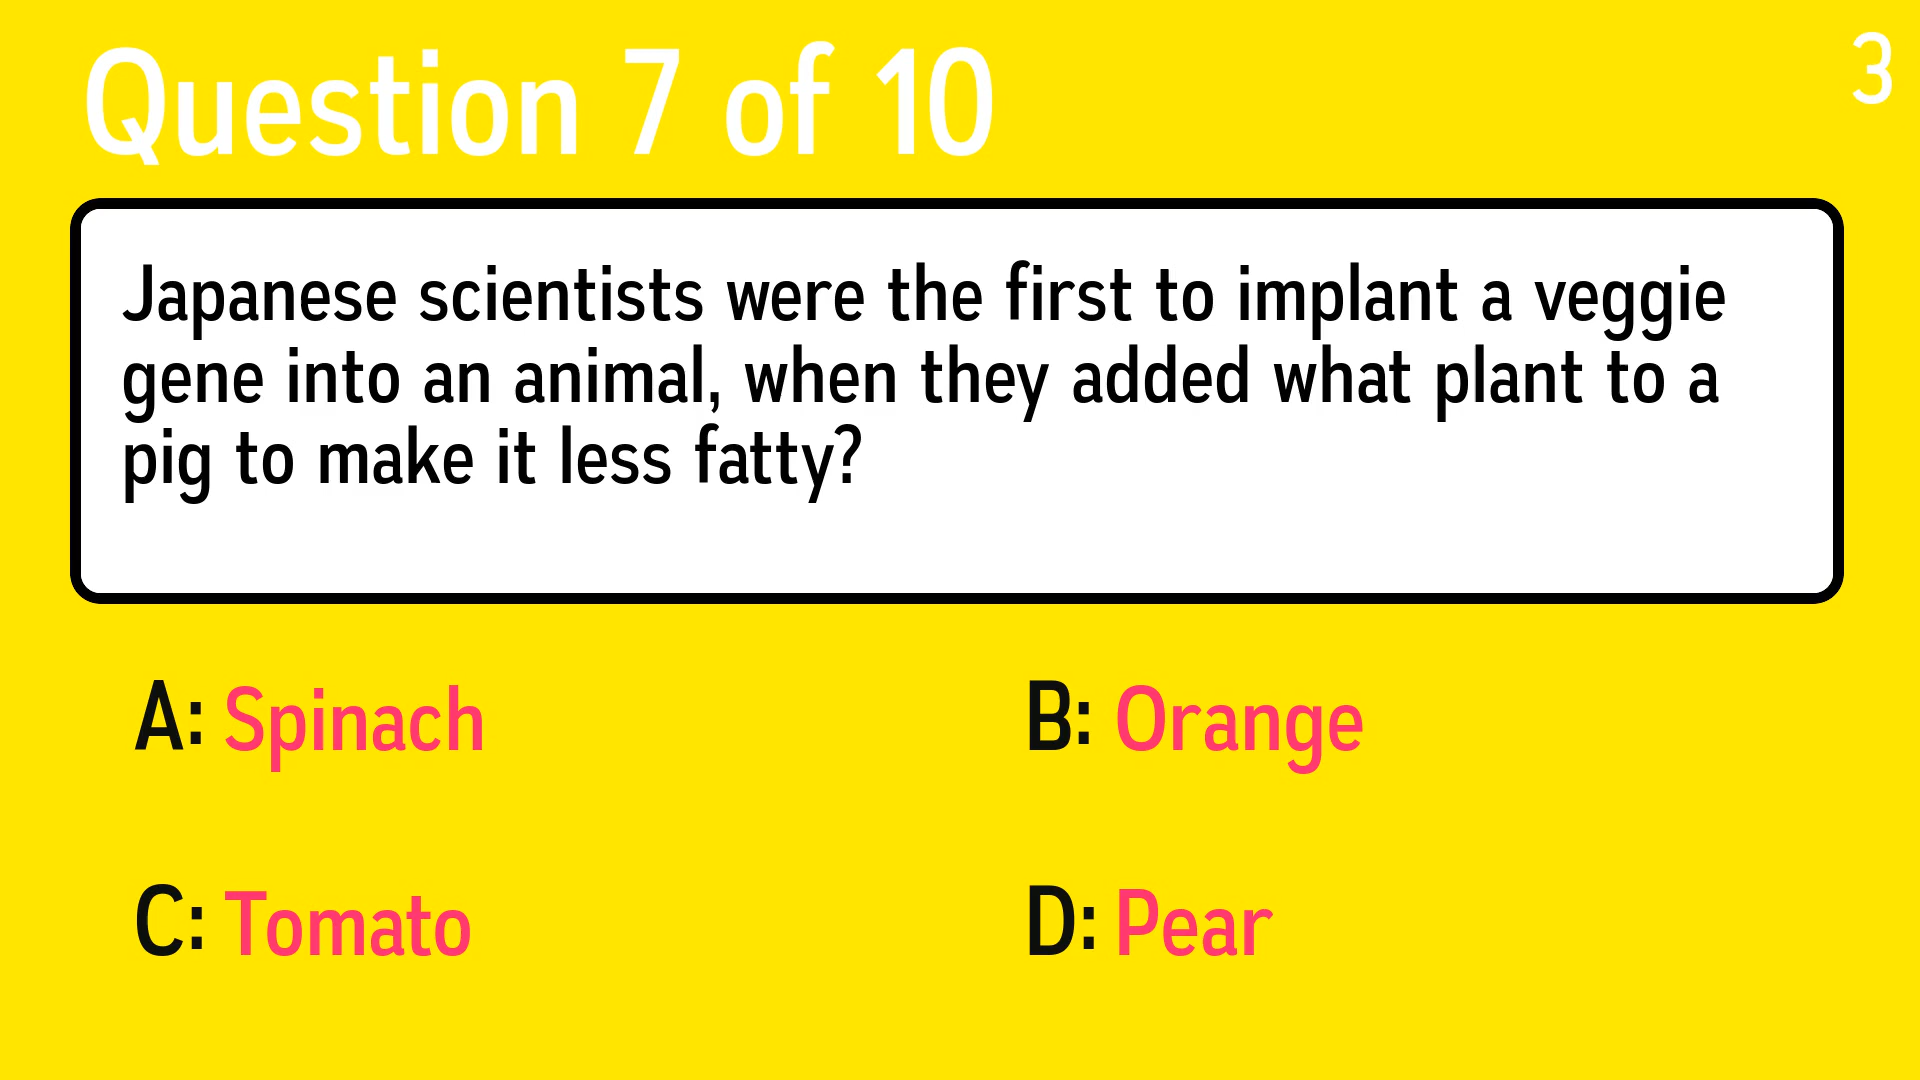 Question 7 of 10
3
Japanese scientists were the first to implant a veggie
gene into an animal, when they added what plant to a
pig to make it less fatty?
A: Spinach
B: Orange
C: Tomato
D: Pear